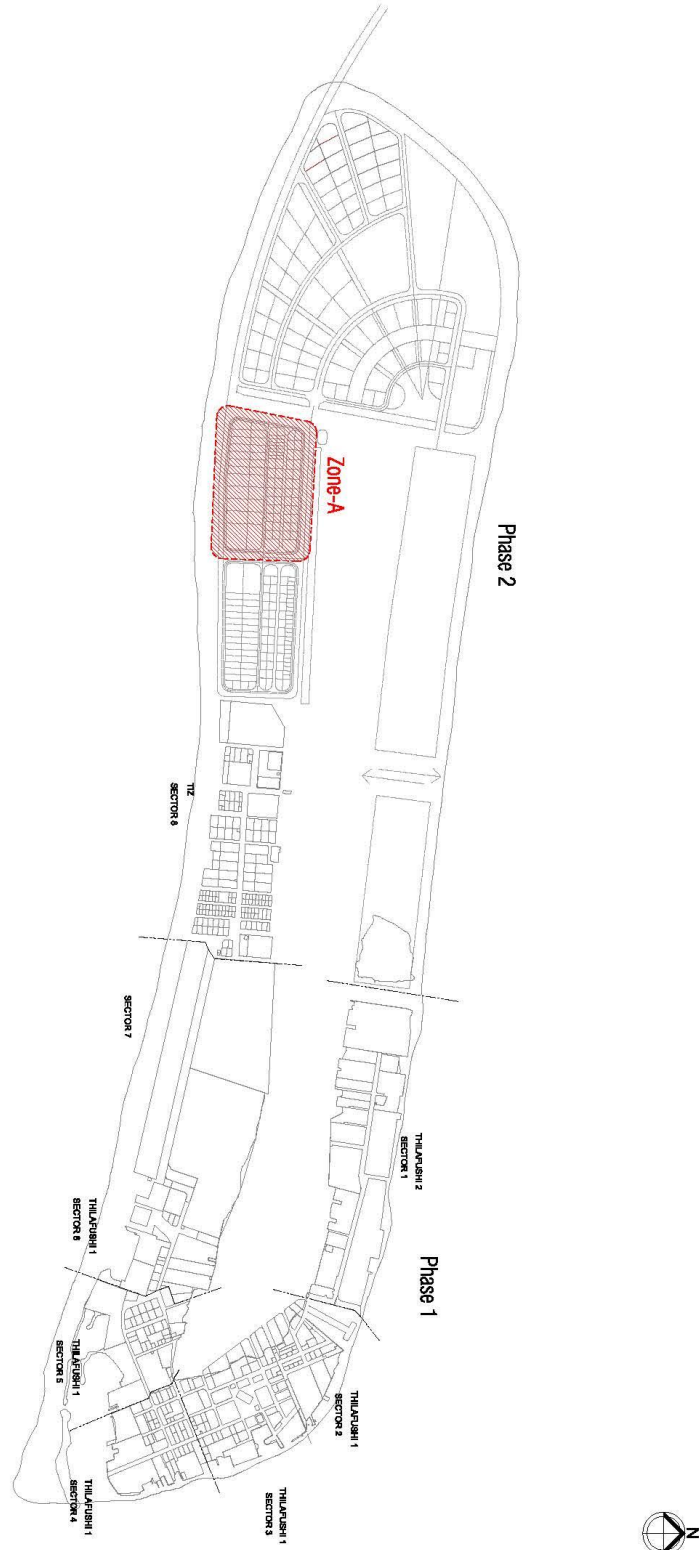 Zone-A
Phase 2
TIZ
SECTOR 8
SECTOR 7
THILAFUSHI 2
SECTOR 1
THILAFUSHI 1
SECTOR 6
Phase 1
THILAFUSHI 1
SECTOR 5
THILAFUSHI 1
SECTOR 2
THILAFUSHI 1
SECTOR 4
THILAFUSHI 1
SECTOR 3
N